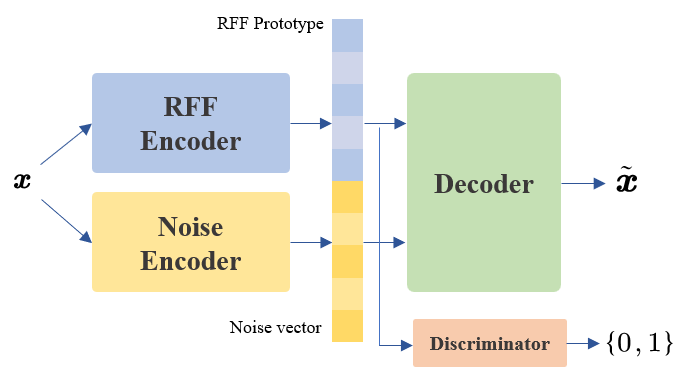 RFF Prototype
RFF
Encoder
x
Noise
Encoder
Noise vector
Decoder
x̃
Discriminator
{0, 1}